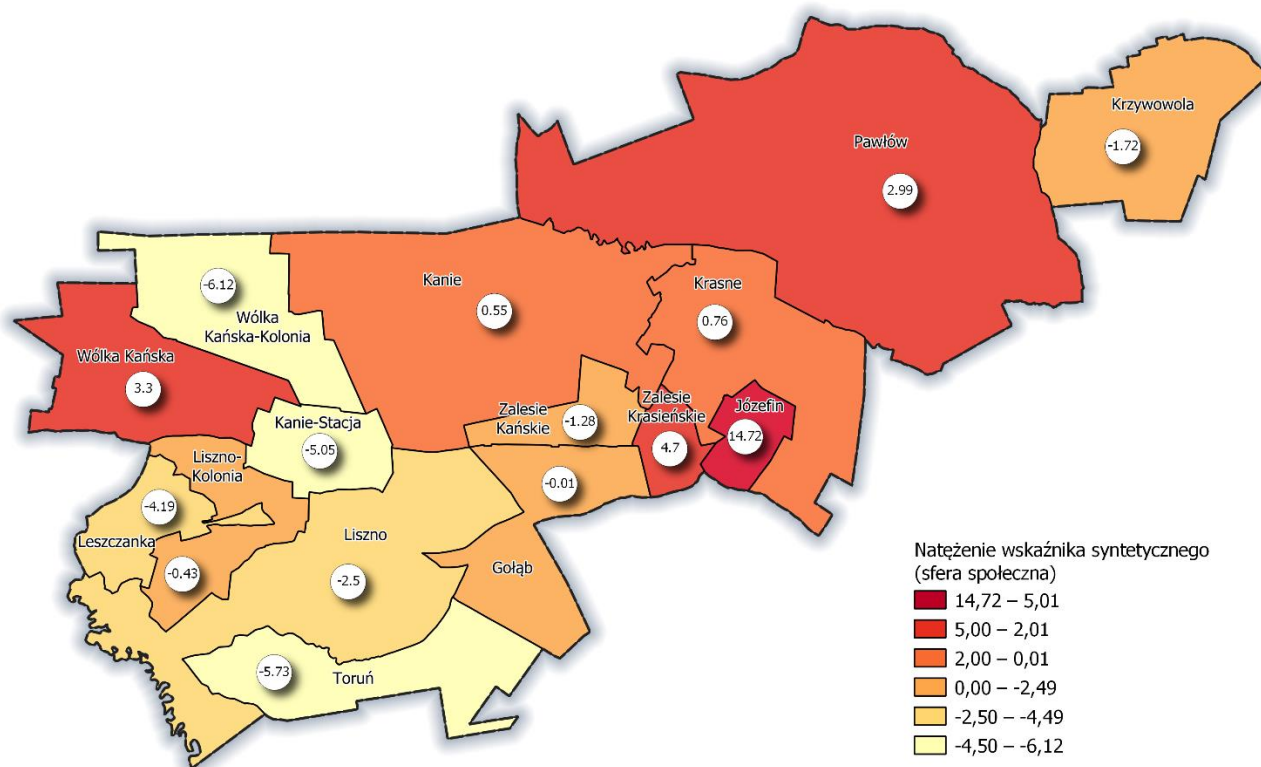 Krzywowola
-1.72
Pawłów
2.99
Kanie
0.55
Krasne
0.76
-6.12
Wólka
Kańska-Kolonia
Wólka Kańska
3.3
Zalesie
Kańskie
-1.28
Zalesie
Krasieńskie
4.7
Józefin
14.72
Kanie-Stacja
-5.05
Liszno-
Kolonia
-0.43
-4.19
Leszczanka
Liszno
-2.5
-0.01
Gołąb
-5.73
Toruń
Natężenie wskaźnika syntetycznego
(sfera społeczna)
14,72 – 5,01
5,00 – 2,01
2,00 – 0,01
0,00 – -2,49
-2,50 – -4,49
-4,50 – -6,12